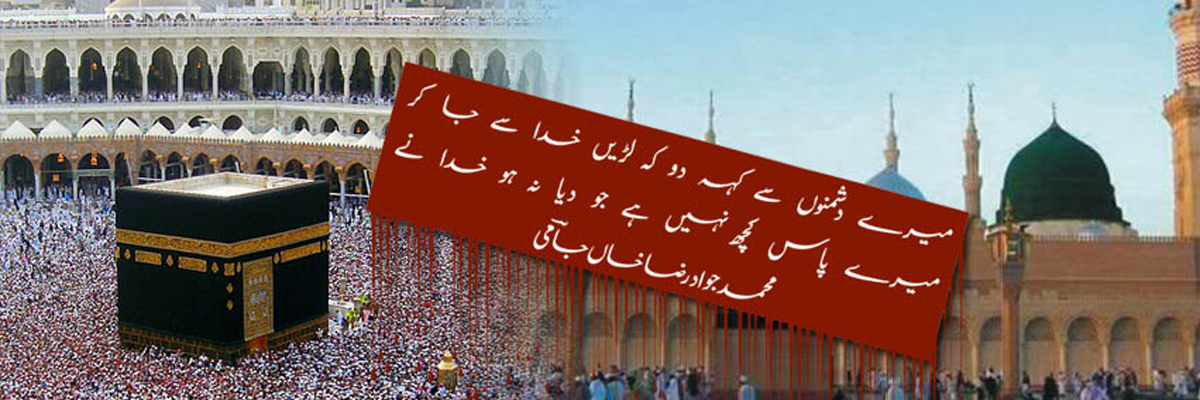 میرے دشمنوں سے کہہ دو کہ لڑیں خدا سے جا کر
میرے پاس کچھ نہیں ہے جو دیا نہ ہو خدا نے
محمد جواد رضا خاں جامی